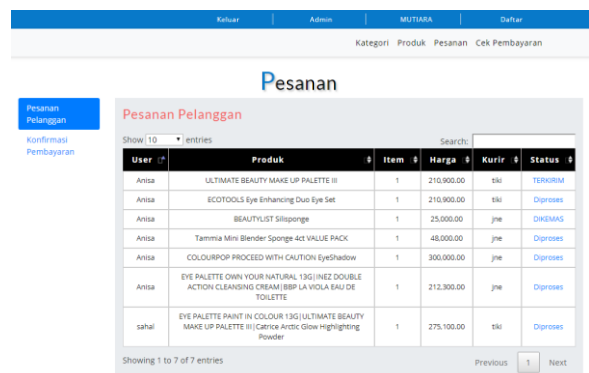 Keluar Admin MUTIARA Daftar
Kategori Produk Pesanan Cek Pembayaran
Pesanan
Pesanan
Pelanggan
Konfirmasi
Pembayaran
Pesanan Pelanggan
Show 10 entries Search:
User Produk Item Harga Kurir Status
Anisa ULTIMATE BEAUTY MAKE UP PALETTE III 1 210,900.00 tiki TERKIRIM
Anisa ECOTOOLS Eye Enhancing Duo Eye Set 1 210,900.00 tiki Diproses
Anisa BEAUTYLIST Silisponge 1 25,000.00 jne DIKEMAS
Anisa Tammia Mini Blender Sponge 4ct VALUE PACK 1 48,000.00 jne Diproses
Anisa COLOURPOP PROCEED WITH CAUTION EyeShadow 1 300,000.00 jne Diproses
EYE PALETTE OWN YOUR NATURAL 13G|INEZ DOUBLE
Anisa ACTION CLEANSING CREAM|BBP LA VIOLA EAU DE 1 212,300.00 jne Diproses
TOILETTE
EYE PALETTE PAINT IN COLOUR 13G|ULTIMATE BEAUTY
sahal MAKE UP PALETTE III|Catrice Arctic Glow Highlighting 1 275,100.00 tiki Diproses
Powder
Showing 1 to 7 of 7 entries Previous 1 Next